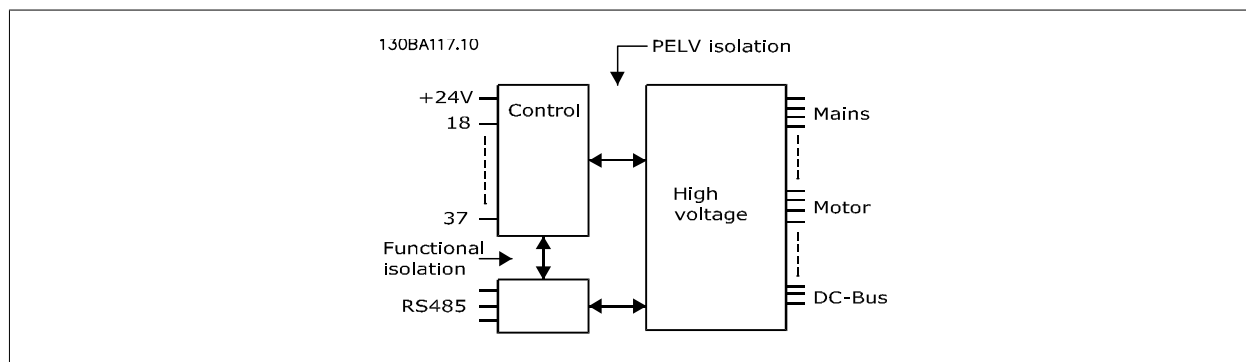 130BA117.10
PELV isolation
+24V
Control
18
Mains
High
voltage
37
Motor
Functional
isolation
RS485
DC-Bus